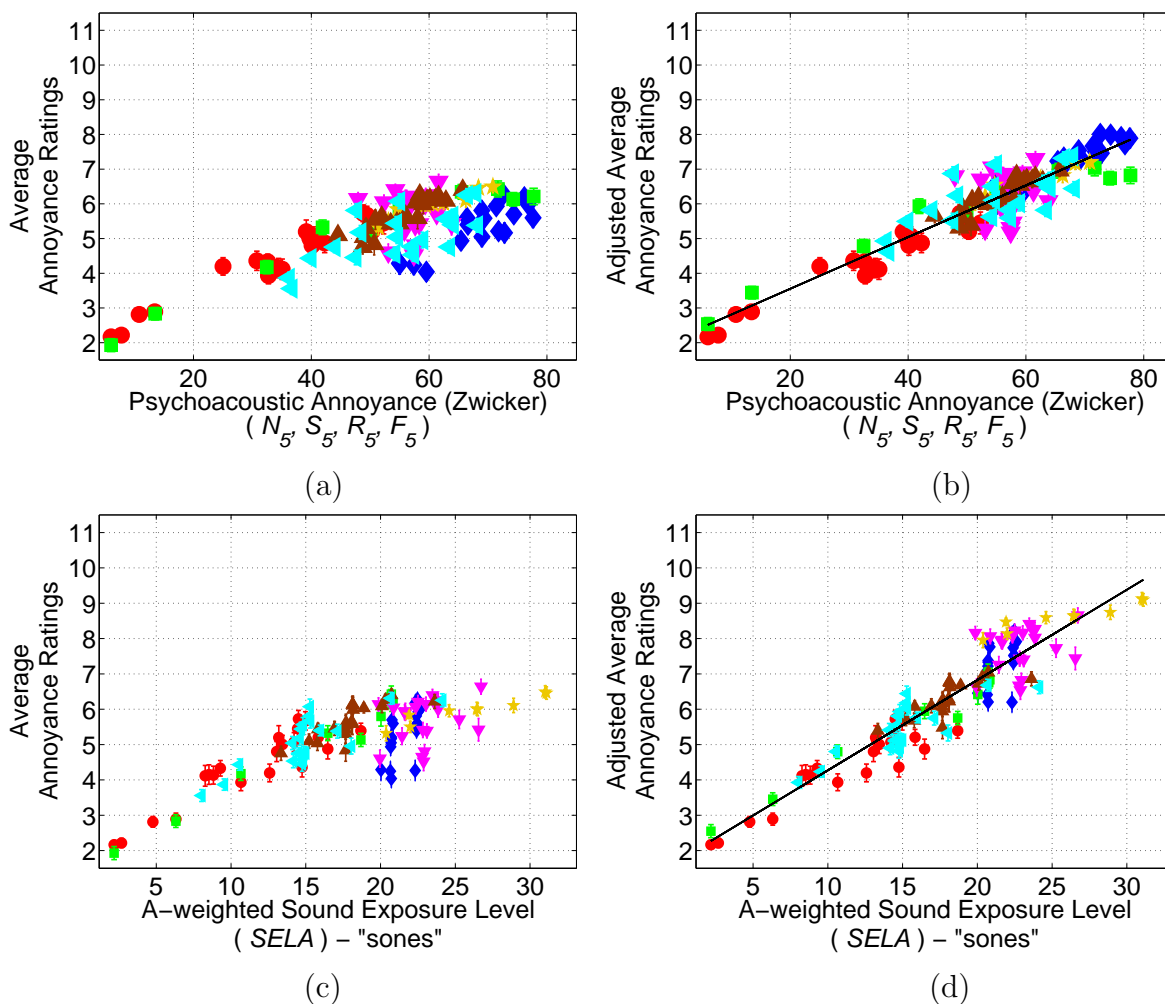 11
10
9
8
7
6
5
4
3
2
Average
Annoyance Ratings
20 40 60 80
Psychoacoustic Annoyance (Zwicker)
( N5, S5, R5, F5 )
(a)
11
10
9
8
7
6
5
4
3
2
Adjusted Average
Annoyance Ratings
20 40 60 80
Psychoacoustic Annoyance (Zwicker)
( N5, S5, R5, F5 )
(b)
11
10
9
8
7
6
5
4
3
2
Average
Annoyance Ratings
5 10 15 20 25 30
A−weighted Sound Exposure Level
( SELA ) − "sones"
(c)
11
10
9
8
7
6
5
4
3
2
Adjusted Average
Annoyance Ratings
5 10 15 20 25 30
A−weighted Sound Exposure Level
( SELA ) − "sones"
(d)